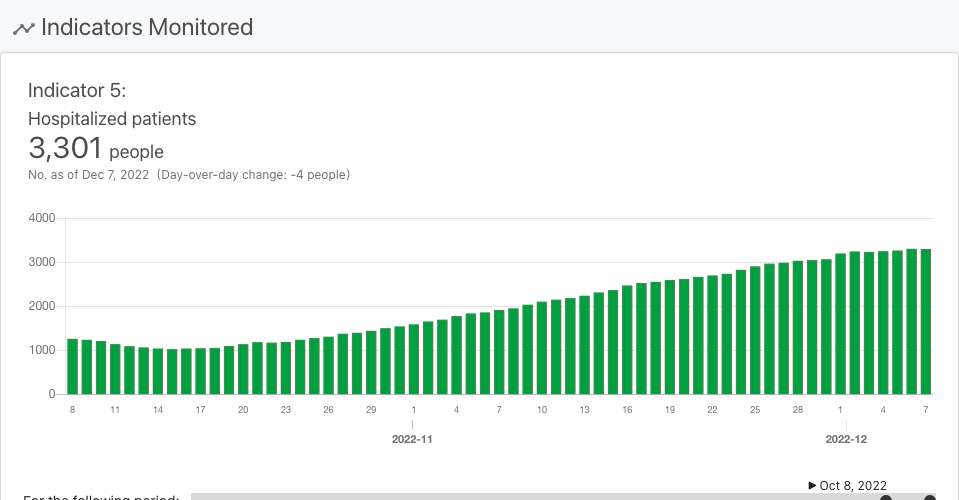 Indicators Monitored
Indicator 5:
Hospitalized patients
3,301 people
No. as of Dec 7, 2022 (Day-over-day change: -4 people)
4000
3000
2000
1000
0
8 11 14 17 20 23 26 29 1 4 7 10 13 16 19 22 25 28 1 4 7
2022-11 2022-12
▶ Oct 8, 2022
For the following period: